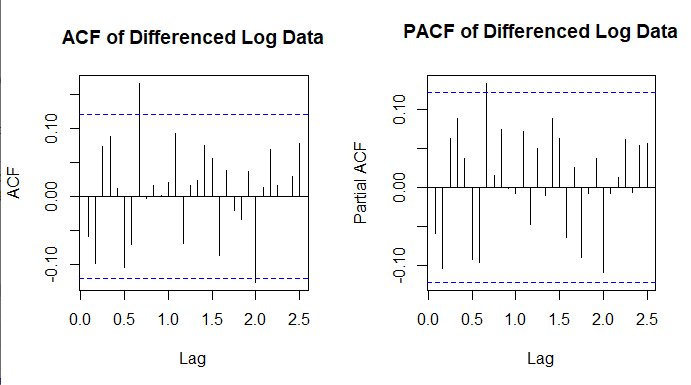 ACF of Differenced Log Data
ACF
0.10
0.00
-0.10
0.0 0.5 1.0 1.5 2.0 2.5
Lag
PACF of Differenced Log Data
Partial ACF
0.10
0.00
-0.10
0.0 0.5 1.0 1.5 2.0 2.5
Lag